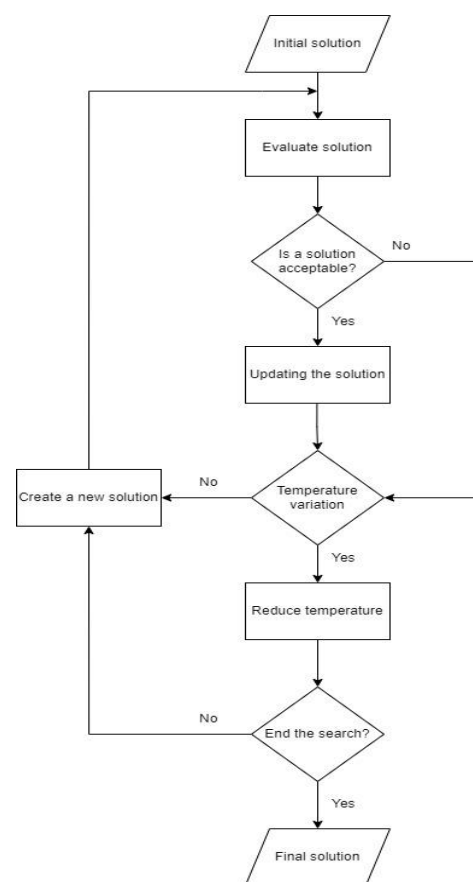 Initial solution
Evaluate solution
Is a solution
acceptable?
No
Yes
Updating the solution
Temperature
variation
No
Create a new solution
Yes
Reduce temperature
End the search?
No
Yes
Final solution